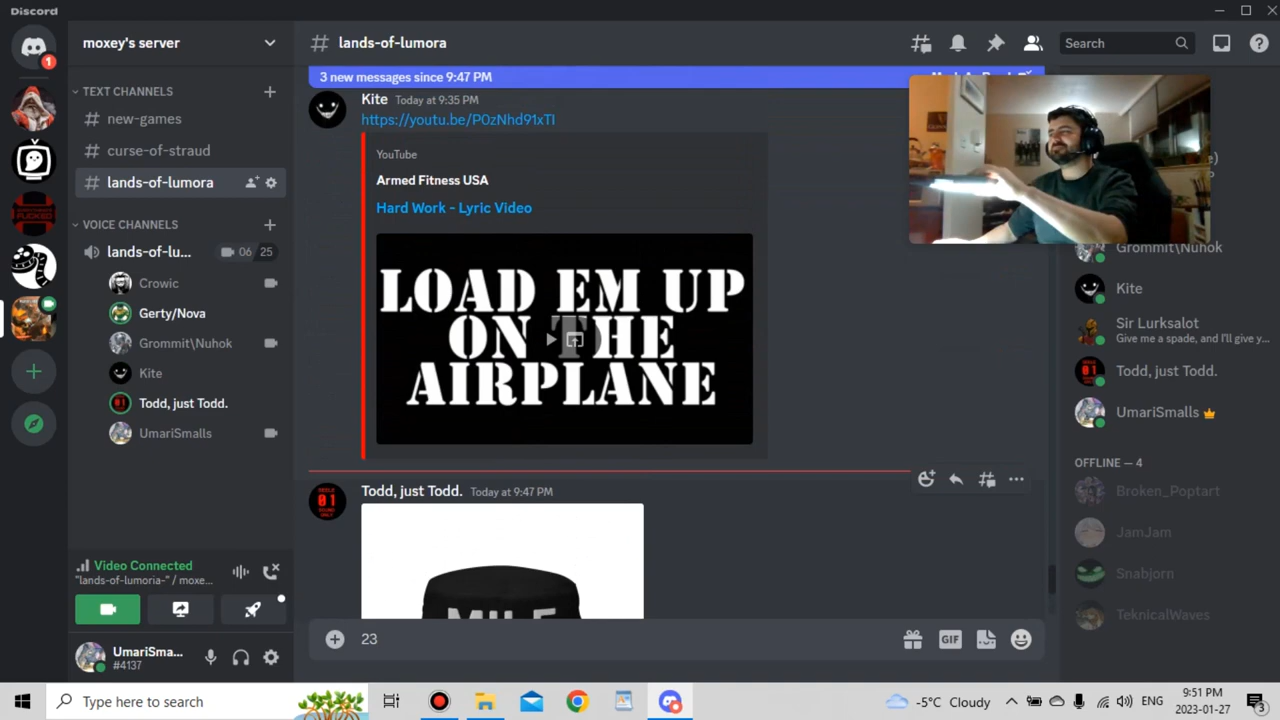 Discord
moxey's server
TEXT CHANNELS
new-games
curse-of-straud
lands-of-lumora
VOICE CHANNELS
lands-of-lu...
06 25
Crowic
Gerty/Nova
Grommit\Nuhok
Kite
Todd, just Todd.
UmariSmalls
Video Connected
"lands-of-lumora-" / moxe...
UmariSma...
#4137
1
# lands-of-lumora
Search
3 new messages since 9:47 PM
Kite Today at 9:35 PM
https://youtu.be/P0zNhd91xTI
YouTube
Armed Fitness USA
Hard Work - Lyric Video
LOAD EM UP
ON THE
AIRPLANE
Todd, just Todd. Today at 9:47 PM
MILF
23
GIF
Grommit\Nuhok
Kite
Sir Lurksalot
Give me a spade, and I'll give y...
Todd, just Todd.
UmariSmalls
OFFLINE — 4
Broken_Poptart
JamJam
Snabjorn
TeknicalWaves
Type here to search
-5°C Cloudy
ENG
9:51 PM
2023-01-27
3